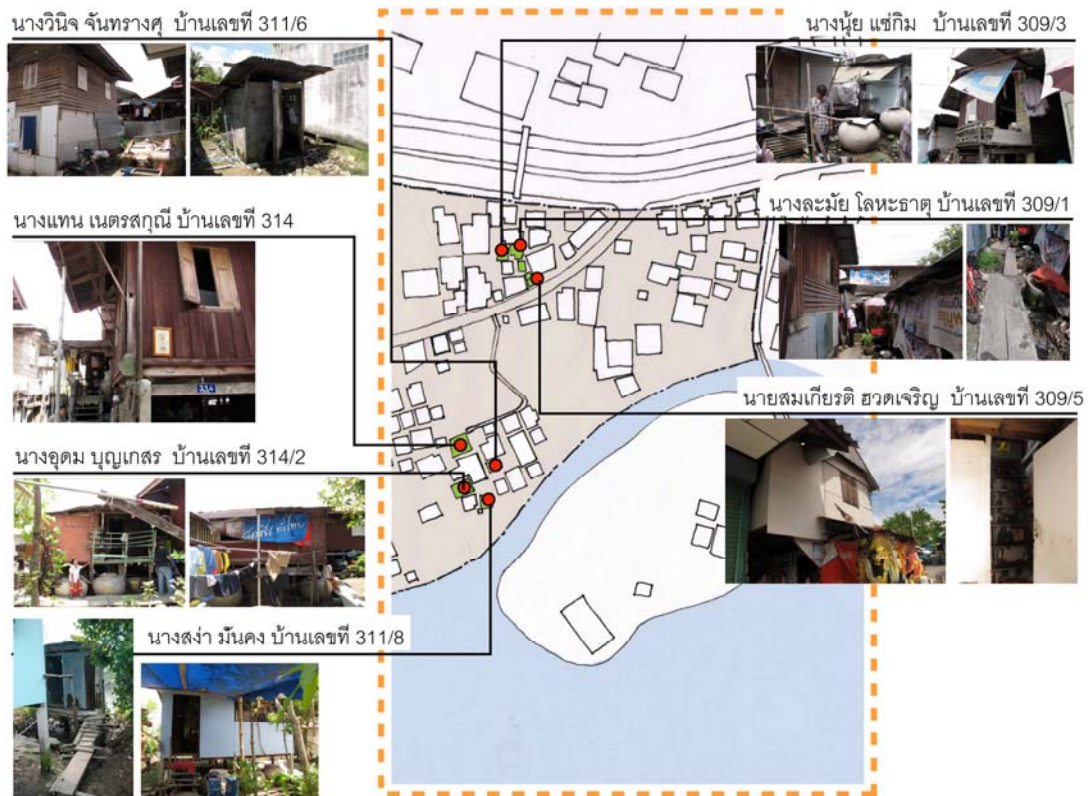 นางวินิจ จันทรางศุ บ้านเลขที่ 311/6
นางนุ้ย แซ่กิม บ้านเลขที่ 309/3
นางแทน เนตรสกุณี บ้านเลขที่ 314
นางละมัย โลหะธาตุ บ้านเลขที่ 309/1
314
นายสมเกียรติ ฮวดเจริญ บ้านเลขที่ 309/5
นางอุดม บุญเกสร บ้านเลขที่ 314/2
นางสง่า มั่นคง บ้านเลขที่ 311/8